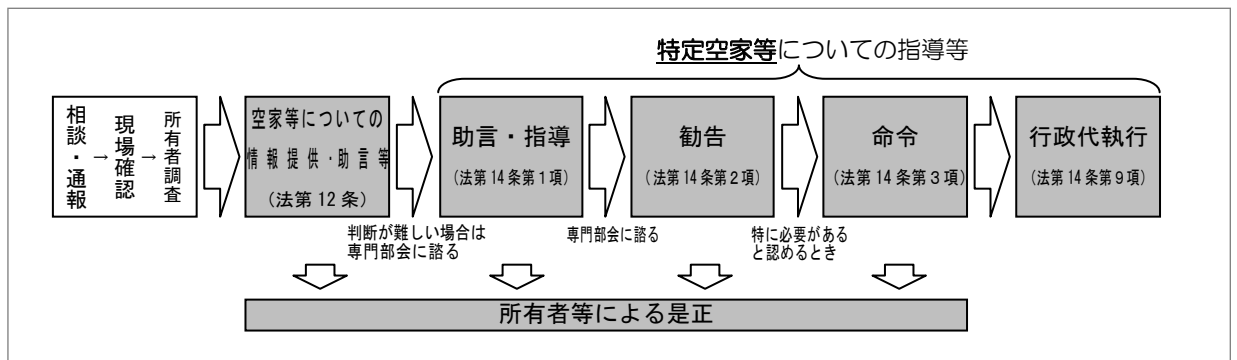 特定空家等についての指導等
相談・通報
→
現場確認
→
所有者調査
空家等についての
情報提供・助言等
(法第12条)
助言・指導
(法第14条第1項)
勧告
(法第14条第2項)
命令
(法第14条第3項)
行政代執行
(法第14条第9項)
判断が難しい場合は
専門部会に諮る
専門部会に諮る
特に必要がある
と認めるとき
所有者等による是正